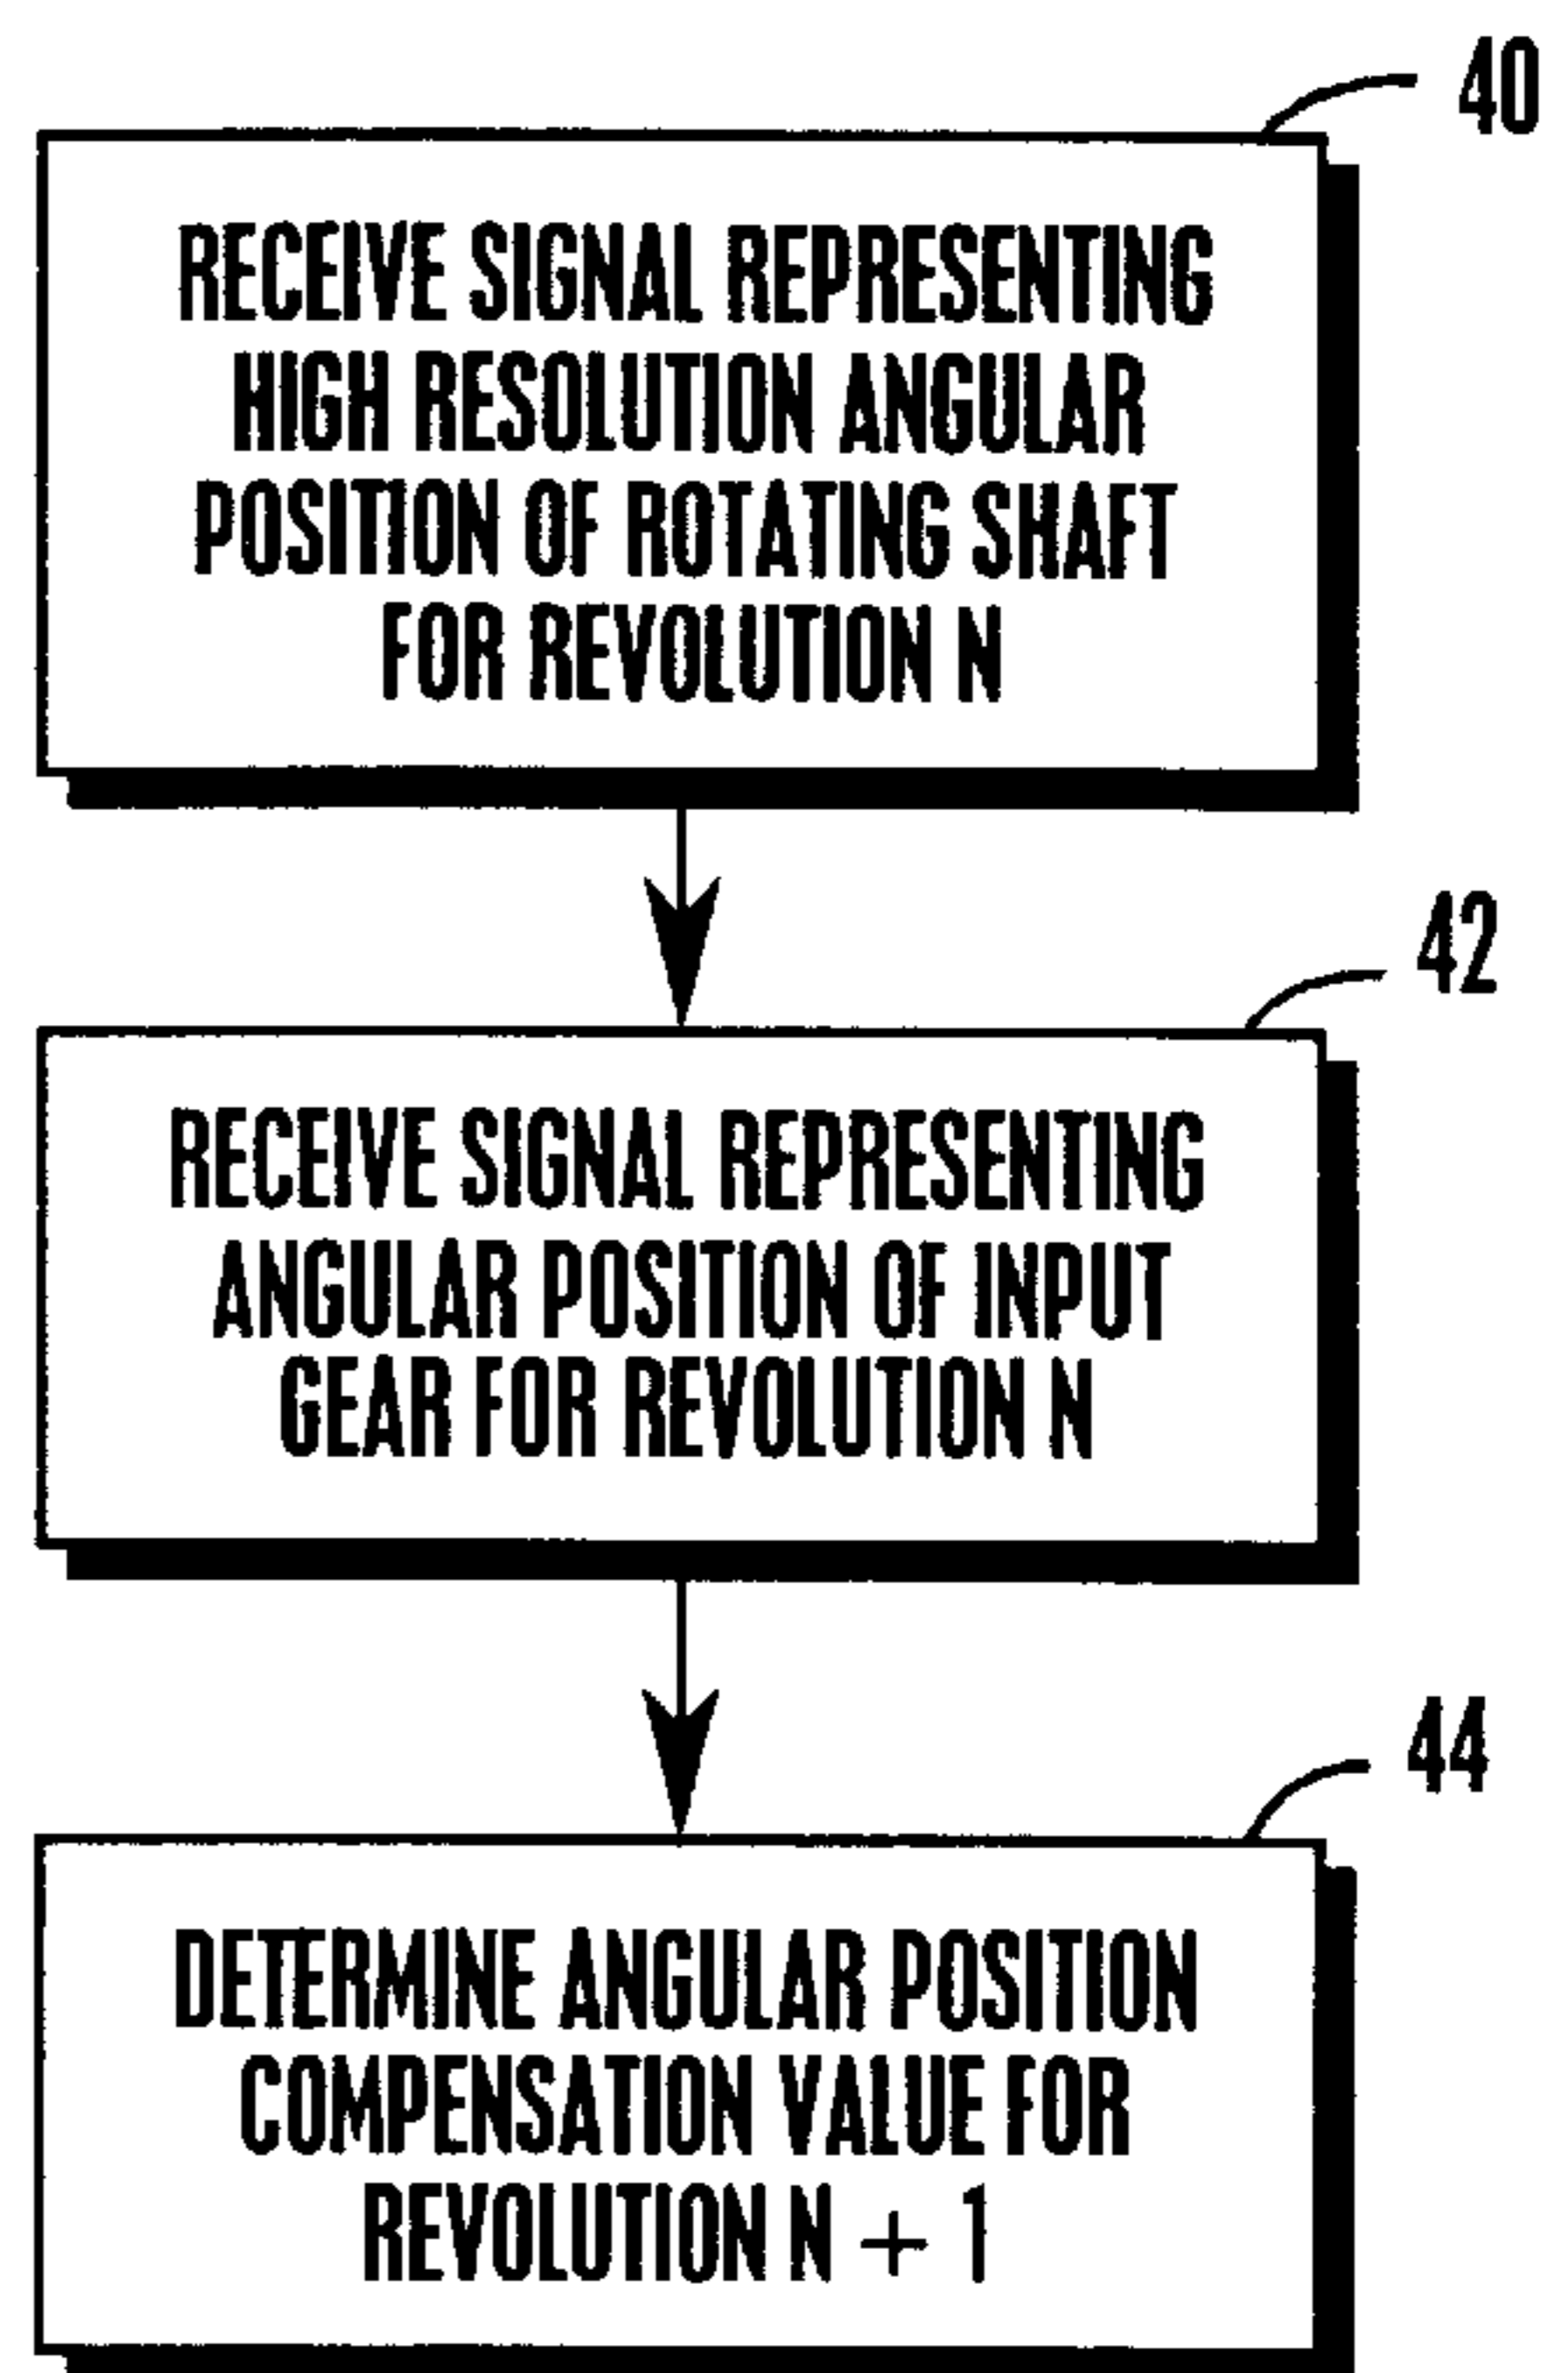 40
RECEIVE SIGNAL REPRESENTING
HIGH RESOLUTION ANGULAR
POSITION OF ROTATING SHAFT
FOR REVOLUTION N
42
RECEIVE SIGNAL REPRESENTING
ANGULAR POSITION OF INPUT
GEAR FOR REVOLUTION N
44
DETERMINE ANGULAR POSITION
COMPENSATION VALUE FOR
REVOLUTION N + 1